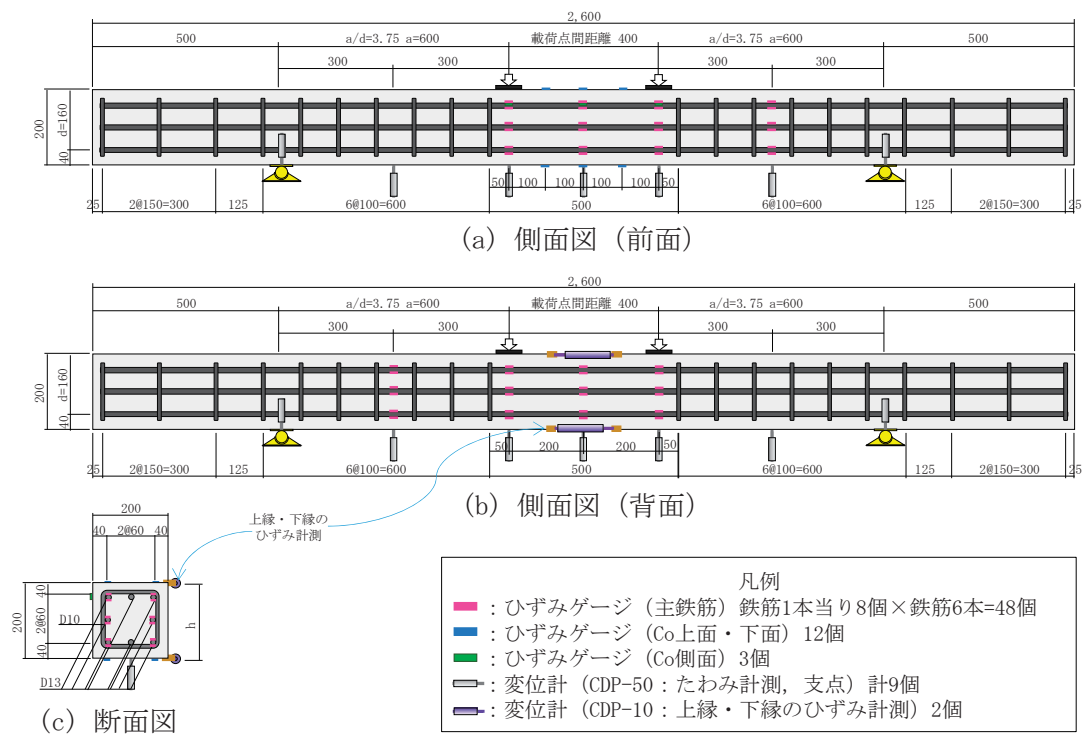 2,600
500
a/d=3.75 a=600
載荷点間距離 400
a/d=3.75 a=600
500
300
300
300
300
200
d=160
40
50
100
100
100
100
50
25
2@150=300
125
6@100=600
500
6@100=600
125
2@150=300
25
(a) 側面図 (前面)
2,600
500
a/d=3.75 a=600
載荷点間距離 400
a/d=3.75 a=600
500
300
300
300
300
200
d=160
40
50
200
200
50
25
2@150=300
125
6@100=600
500
6@100=600
125
2@150=300
25
(b) 側面図 (背面)
上縁・下縁の
ひずみ計測
200
40
2@60
40
200
40
2@60
40
D10
D13
h
(c) 断面図
凡例
: ひずみゲージ (主鉄筋) 鉄筋1本当り8個×鉄筋6本=48個
: ひずみゲージ (Co上面・下面) 12個
: ひずみゲージ (Co側面) 3個
: 変位計 (CDP-50 : たわみ計測, 支点) 計9個
: 変位計 (CDP-10 : 上縁・下縁のひずみ計測) 2個